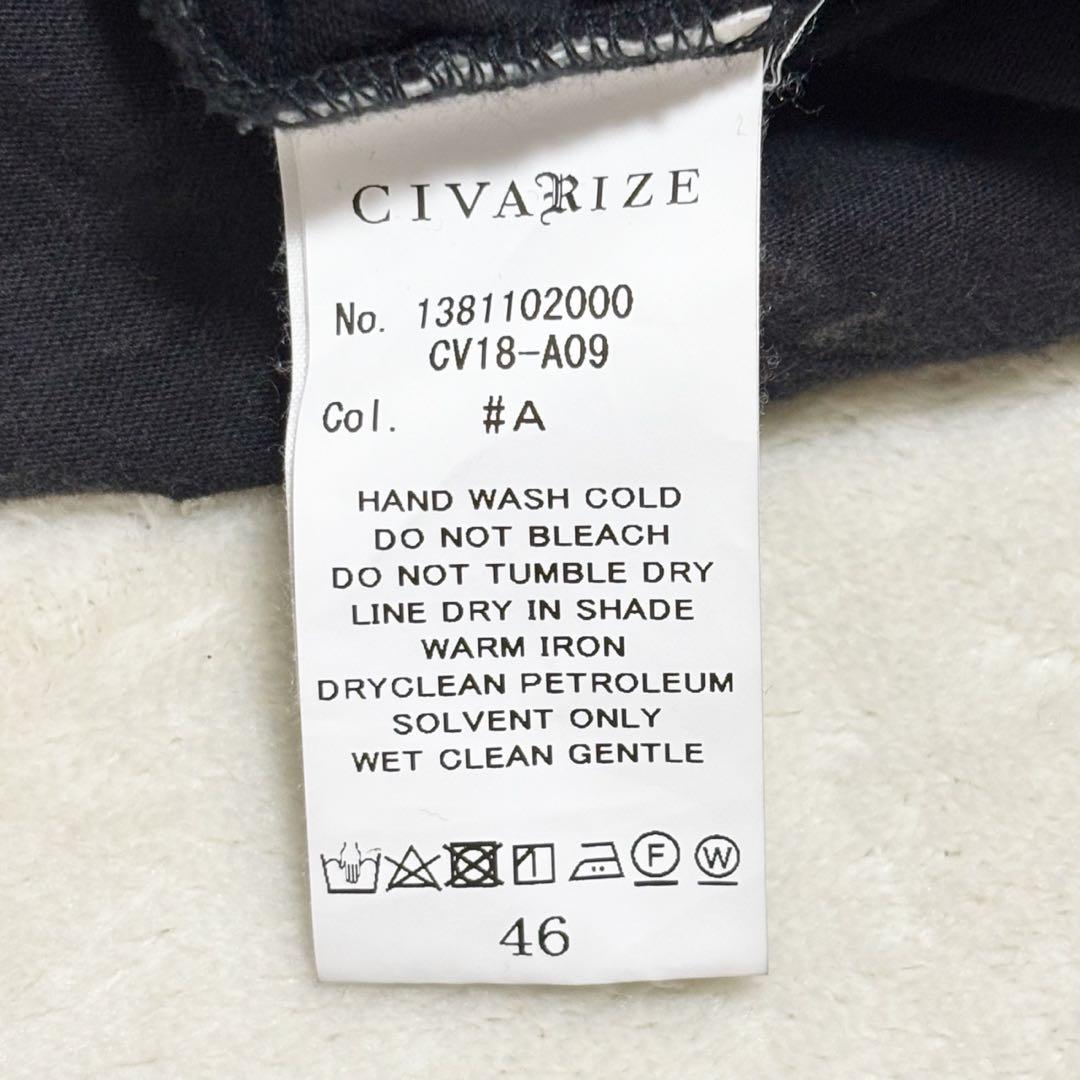 CIVARIZE
No. 1381102000
CV18-A09
Col. #A
HAND WASH COLD
DO NOT BLEACH
DO NOT TUMBLE DRY
LINE DRY IN SHADE
WARM IRON
DRYCLEAN PETROLEUM
SOLVENT ONLY
WET CLEAN GENTLE
F W
46